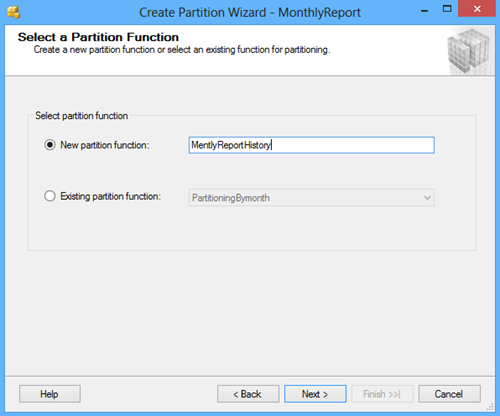 Create Partition Wizard - MonthlyReport
Select a Partition Function
Create a new partition function or select an existing function for partitioning.
Select partition function
New partition function:
MentlyReportHistory
Existing partition function:
PartitioningBymonth
Help
< Back
Next >
Finish >>|
Cancel